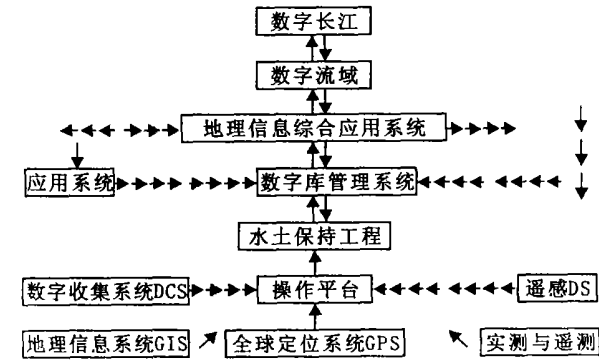 数字长江
数字流域
地理信息综合应用系统
应用系统
数字库管理系统
水土保持工程
数字收集系统DCS
操作平台
遥感DS
地理信息系统GIS
全球定位系统GPS
实测与遥测